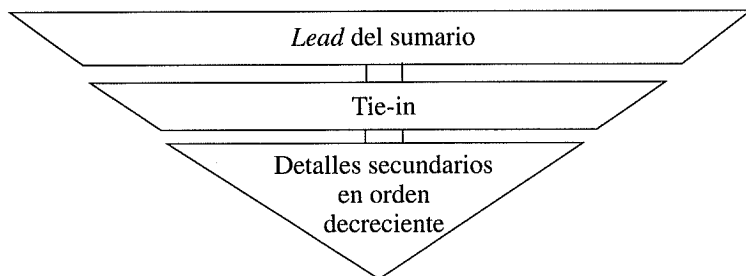 Lead del sumario
Tie-in
Detalles secundarios
en orden
decreciente